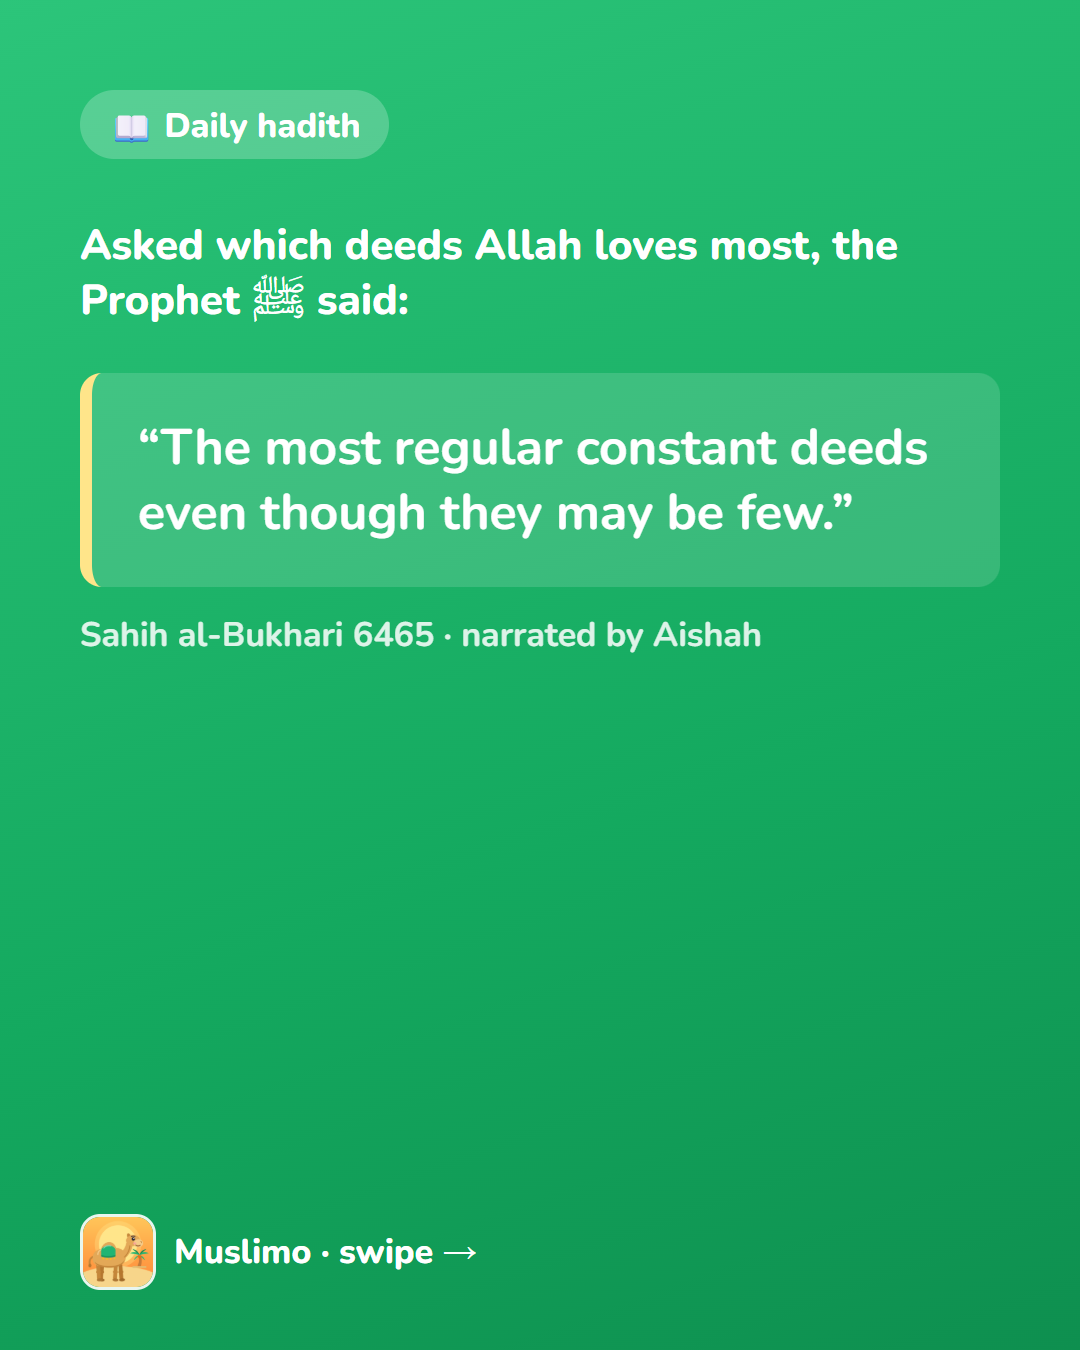 📖 Daily hadith
Asked which deeds Allah loves most, the
Prophet ﷺ said:
“The most regular constant deeds
even though they may be few.”
Sahih al-Bukhari 6465 · narrated by Aishah
Muslimo · swipe →